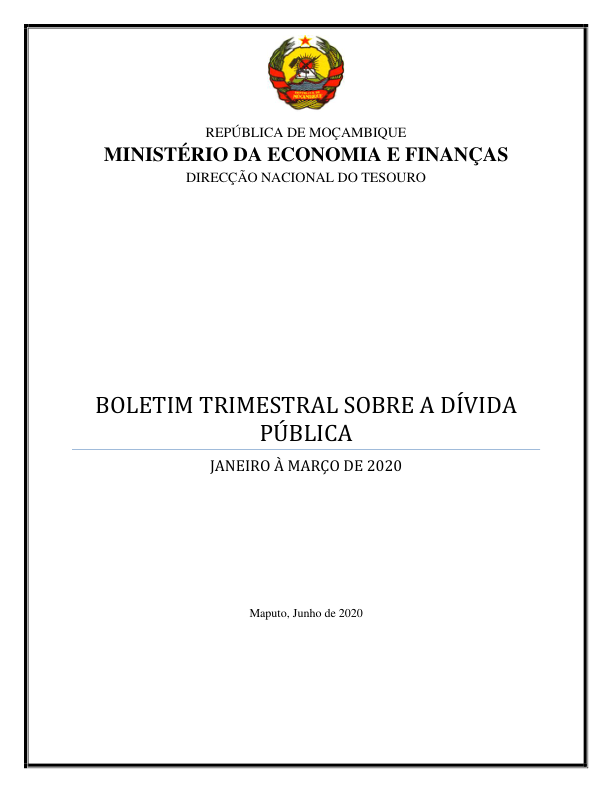 REPÚBLICA DE MOÇAMBIQUE
MINISTÉRIO DA ECONOMIA E FINANÇAS
DIRECÇÃO NACIONAL DO TESOURO
BOLETIM TRIMESTRAL SOBRE A DÍVIDA
PÚBLICA
JANEIRO À MARÇO DE 2020
Maputo, Junho de 2020